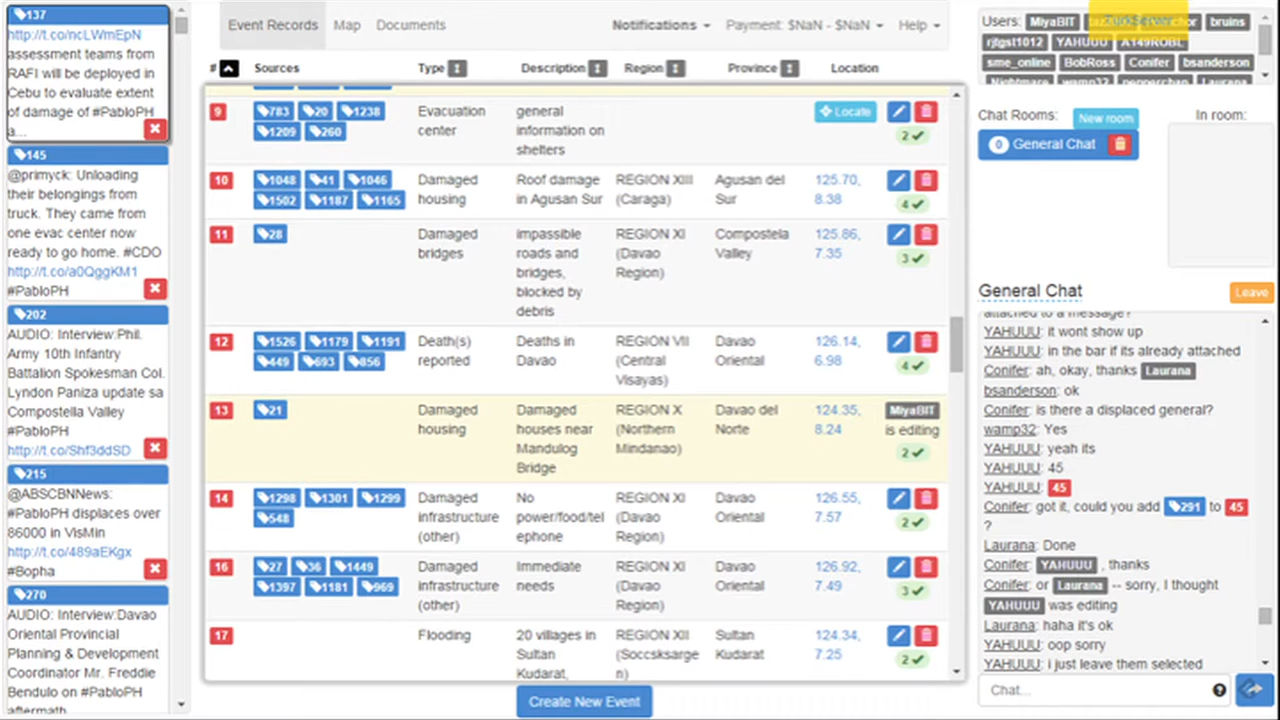 137
http://t.co/ncLWmEpN
assessment teams from
RAFI will be deployed in
Cebu to evaluate extent
of damage of #PabloPH
a...
145
@primyck: Unloading
their belongings from
truck. They came from
one evac center now
ready to go home. #CDO
http://t.co/a0QggKM1
#PabloPH
202
AUDIO: Interview:Phil.
Army 10th Infantry
Battalion Spokesman Col.
Lyndon Paniza update sa
Compostella Valley
#PabloPH
http://t.co/Shf3ddSD
215
@ABSCBNNews:
#PabloPH displaces over
86000 in VisMin
http://t.co/489aEKgx
#Bopha
270
AUDIO: Interview:Davao
Oriental Provincial
Planning & Development
Coordinator Mr. Freddie
Bendulo on #PabloPH
aftermath
Event Records Map Documents Notifications Payment: $NaN - $NaN Help
# Sources Type Description Region Province Location
9 783 20 1238 Evacuation general Locate
1209 260 center information on 2
shelters
10 1048 41 1046 Damaged Roof damage REGION XIII Agusan del 125.70,
1502 1187 1165 housing in Agusan Sur (Caraga) Sur 8.38 4
11 28 Damaged impassible REGION XI Compostela 125.86,
bridges roads and (Davao Valley 7.35 3
bridges, Region)
blocked by
debris
12 1526 1179 1191 Death(s) Deaths in REGION VII Davao 126.14,
449 693 856 reported Davao (Central Oriental 6.98 4
Visayas)
13 21 Damaged Damaged REGION X Davao del 124.35, MiyaBIT
housing houses near (Northern Norte 8.24 is editing
Mandulog Mindanao) 2
Bridge
14 1298 1301 1299 Damaged No REGION XI Davao 126.55,
548 infrastructure power/food/tel (Davao Oriental 7.57 2
(other) ephone Region)
16 27 36 1449 Damaged Immediate REGION XI Davao 126.92,
1397 1181 969 infrastructure needs (Davao Oriental 7.49 3
(other) Region)
17 Flooding 20 villages in REGION XII Sultan 124.34,
Sultan (Soccsksarge Kudarat 7.25 2
Kudarat, n)
Create New Event
Users: MiyaBIT bruins
rjtgst1012 YAHUUU A149ROBL
sme_online BobRoss Conifer bsanderson
Nightmare wamp32 pepperchan Laurana
Chat Rooms: New room In room:
0 General Chat
General Chat Leave
attached to a message?
YAHUUU: it wont show up
YAHUUU: in the bar if its already attached
Conifer: ah, okay, thanks Laurana
bsanderson: ok
Conifer: is there a displaced general?
wamp32: Yes
YAHUUU: yeah its
YAHUUU: 45
YAHUUU: 45
Conifer: got it, could you add 291 to 45
?
Laurana: Done
Conifer: YAHUUU , thanks
Conifer: or Laurana -- sorry, I thought
YAHUUU was editing
Laurana: haha it's ok
YAHUUU: oop sorry
YAHUUU: i just leave them selected
Chat...